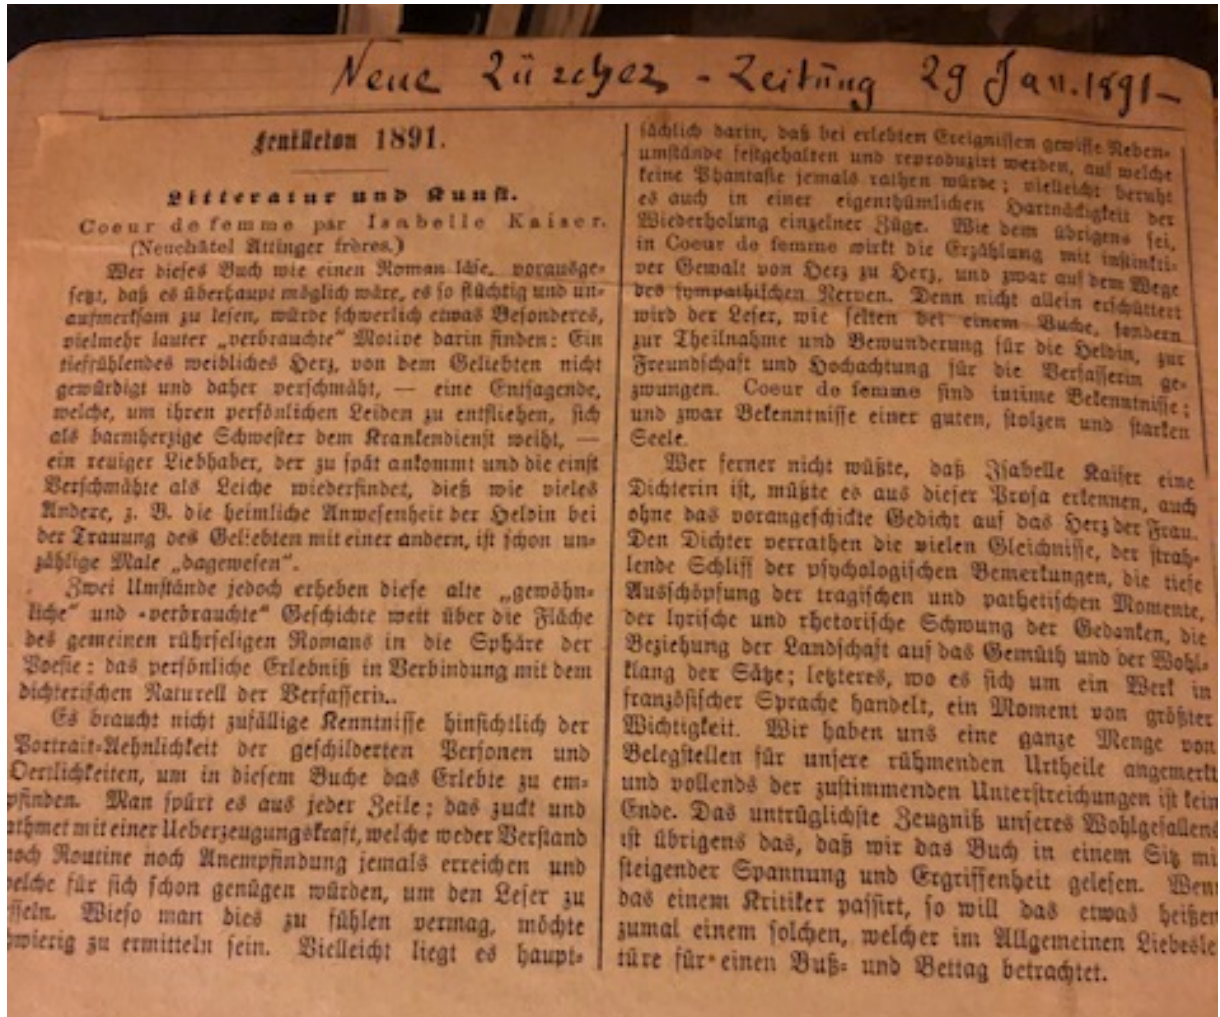 Neue Zürcher-Zeitung 29 Jan. 1891-
Feuilleton 1891.
Litteratur und Kunst.
Coeur de femme par Isabelle Kaiser.
(Neuchâtel Attinger frères.)
Wer dieses Buch wie einen Roman läse, vorausge-
setzt, daß es überhaupt möglich wäre, es so flüchtig und un-
aufmerksam zu lesen, würde schwerlich etwas Besonderes,
vielmehr lauter „verbrauchte“ Motive darin finden: Ein
tieffühlendes weibliches Herz, von dem Geliebten nicht
gewürdigt und daher verschmäht, — eine Entsagende,
welche, um ihren persönlichen Leiden zu entfliehen, sich
als barmherzige Schwester dem Krankendienst weiht, —
ein reuiger Liebhaber, der zu spät ankommt und die einst
Verschmähte als Leiche wiederfindet, dieß wie vieles
Andere, z. B. die heimliche Anwesenheit der Heldin bei
der Trauung des Geliebten mit einer andern, ist schon un-
zählige Male „dagewesen“.
Zwei Umstände jedoch erheben diese alte „gewöhn-
liche“ und „verbrauchte“ Geschichte weit über die Fläche
des gemeinen rührseligen Romans in die Sphäre der
Poesie: das persönliche Erlebniß in Verbindung mit dem
dichterischen Naturell der Verfasserin.
Es braucht nicht zufällige Kenntnisse hinsichtlich der
Portrait-Aehnlichkeit der geschilderten Personen und
Oertlichkeiten, um in diesem Buche das Erlebte zu em-
pfinden. Man spürt es aus jeder Zeile; das zuckt und
athmet mit einer Ueberzeugungskraft, welche weder Verstand
noch Routine noch Anempfindung jemals erreichen und
welche für sich schon genügen würden, um den Leser zu
fesseln. Wieso man dies zu fühlen vermag, möchte
schwierig zu ermitteln sein. Vielleicht liegt es haupt-
sächlich darin, daß bei erlebten Ereignissen gewisse Neben-
umstände festgehalten und reproduzirt werden, auf welche
keine Phantasie jemals rathen würde; vielleicht beruht
es auch in einer eigenthümlichen Hartnäckigkeit der
Wiederholung einzelner Züge. Wie dem übrigens sei,
in Coeur de femme wirkt die Erzählung mit instinkti-
ver Gewalt von Herz zu Herz, und zwar auf dem Wege
des sympathischen Nerven. Denn nicht allein erschüttert
wird der Leser, wie selten bei einem Buche, sondern
zur Theilnahme und Bewunderung für die Heldin, zur
Freundschaft und Hochachtung für die Verfasserin ge-
zwungen. Coeur de femme sind intime Bekenntnisse;
und zwar Bekenntnisse einer guten, stolzen und starken
Seele.
Wer ferner nicht wüßte, daß Isabelle Kaiser eine
Dichterin ist, müßte es aus dieser Prosa erkennen, auch
ohne das vorangeschickte Gedicht auf das Herz der Frau.
Den Dichter verrathen die vielen Gleichnisse, der strah-
lende Schliff der psychologischen Bemerkungen, die tiefe
Ausschöpfung der tragischen und pathetischen Momente,
der lyrische und rhetorische Schwung der Gedanken, die
Beziehung der Landschaft auf das Gemüth und der Wohl-
klang der Sätze; letzteres, wo es sich um ein Werk in
französischer Sprache handelt, ein Moment von größter
Wichtigkeit. Wir haben uns eine ganze Menge von
Belegstellen für unsere rühmenden Urtheile angemerkt
und vollends der zustimmenden Unterstreichungen ist kein
Ende. Das untrüglichste Zeugniß unseres Wohlgefallens
ist übrigens das, daß wir das Buch in einem Sitz mi
steigender Spannung und Ergriffenheit gelesen. Wenn
das einem Kritiker passirt, so will das etwas heißen
zumal einem solchen, welcher im Allgemeinen Liebesle
türe für einen Buß- und Bettag betrachtet.